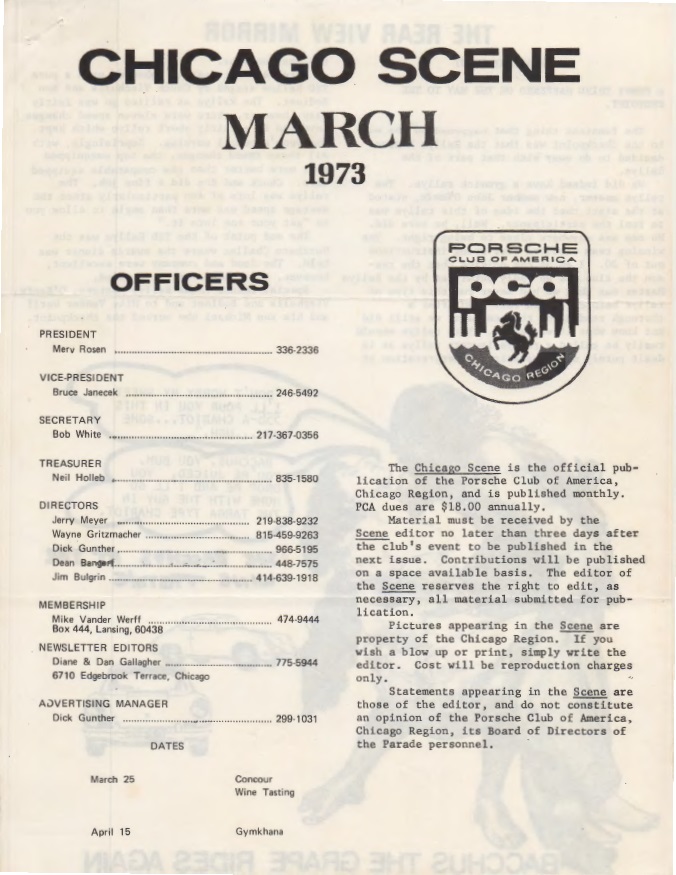 CHICAGO SCENE
MARCH
1973
OFFICERS
PRESIDENT
Merv Rosen 336-2336
VICE-PRESIDENT
Bruce Janecek 246-5492
SECRETARY
Bob White 217-367-0356
TREASURER
Neil Holleb 835-1580
DIRECTORS
Jerry Meyer 219-838-9232
Wayne Gritzmacher 815-459-9263
Dick Gunther 966-5195
Dean Bangert 448-7575
Jim Bulgrin 414-639-1918
MEMBERSHIP
Mike Vander Werff 474-9444
Box 444, Lansing, 60438
NEWSLETTER EDITORS
Diane & Dan Gallagher 775-5944
6710 Edgebrook Terrace, Chicago
ADVERTISING MANAGER
Dick Gunther 299-1031
DATES
March 25 Concour
Wine Tasting
April 15 Gymkhana
PORSCHE
CLUB OF AMERICA
pca
CHICAGO REGION
The Chicago Scene is the official pub-
lication of the Porsche Club of America,
Chicago Region, and is published monthly.
PCA dues are $18.00 annually.
Material must be received by the
Scene editor no later than three days after
the club's event to be published in the
next issue. Contributions will be published
on a space available basis. The editor of
the Scene reserves the right to edit, as
necessary, all material submitted for pub-
lication.
Pictures appearing in the Scene are
property of the Chicago Region. If you
wish a blow up or print, simply write the
editor. Cost will be reproduction charges
only.
Statements appearing in the Scene are
those of the editor, and do not constitute
an opinion of the Porsche Club of America,
Chicago Region, its Board of Directors of
the Parade personnel.
THE REAR VIEW MIRROR
BACCHUS THE GRAPE RIDES AGAIN